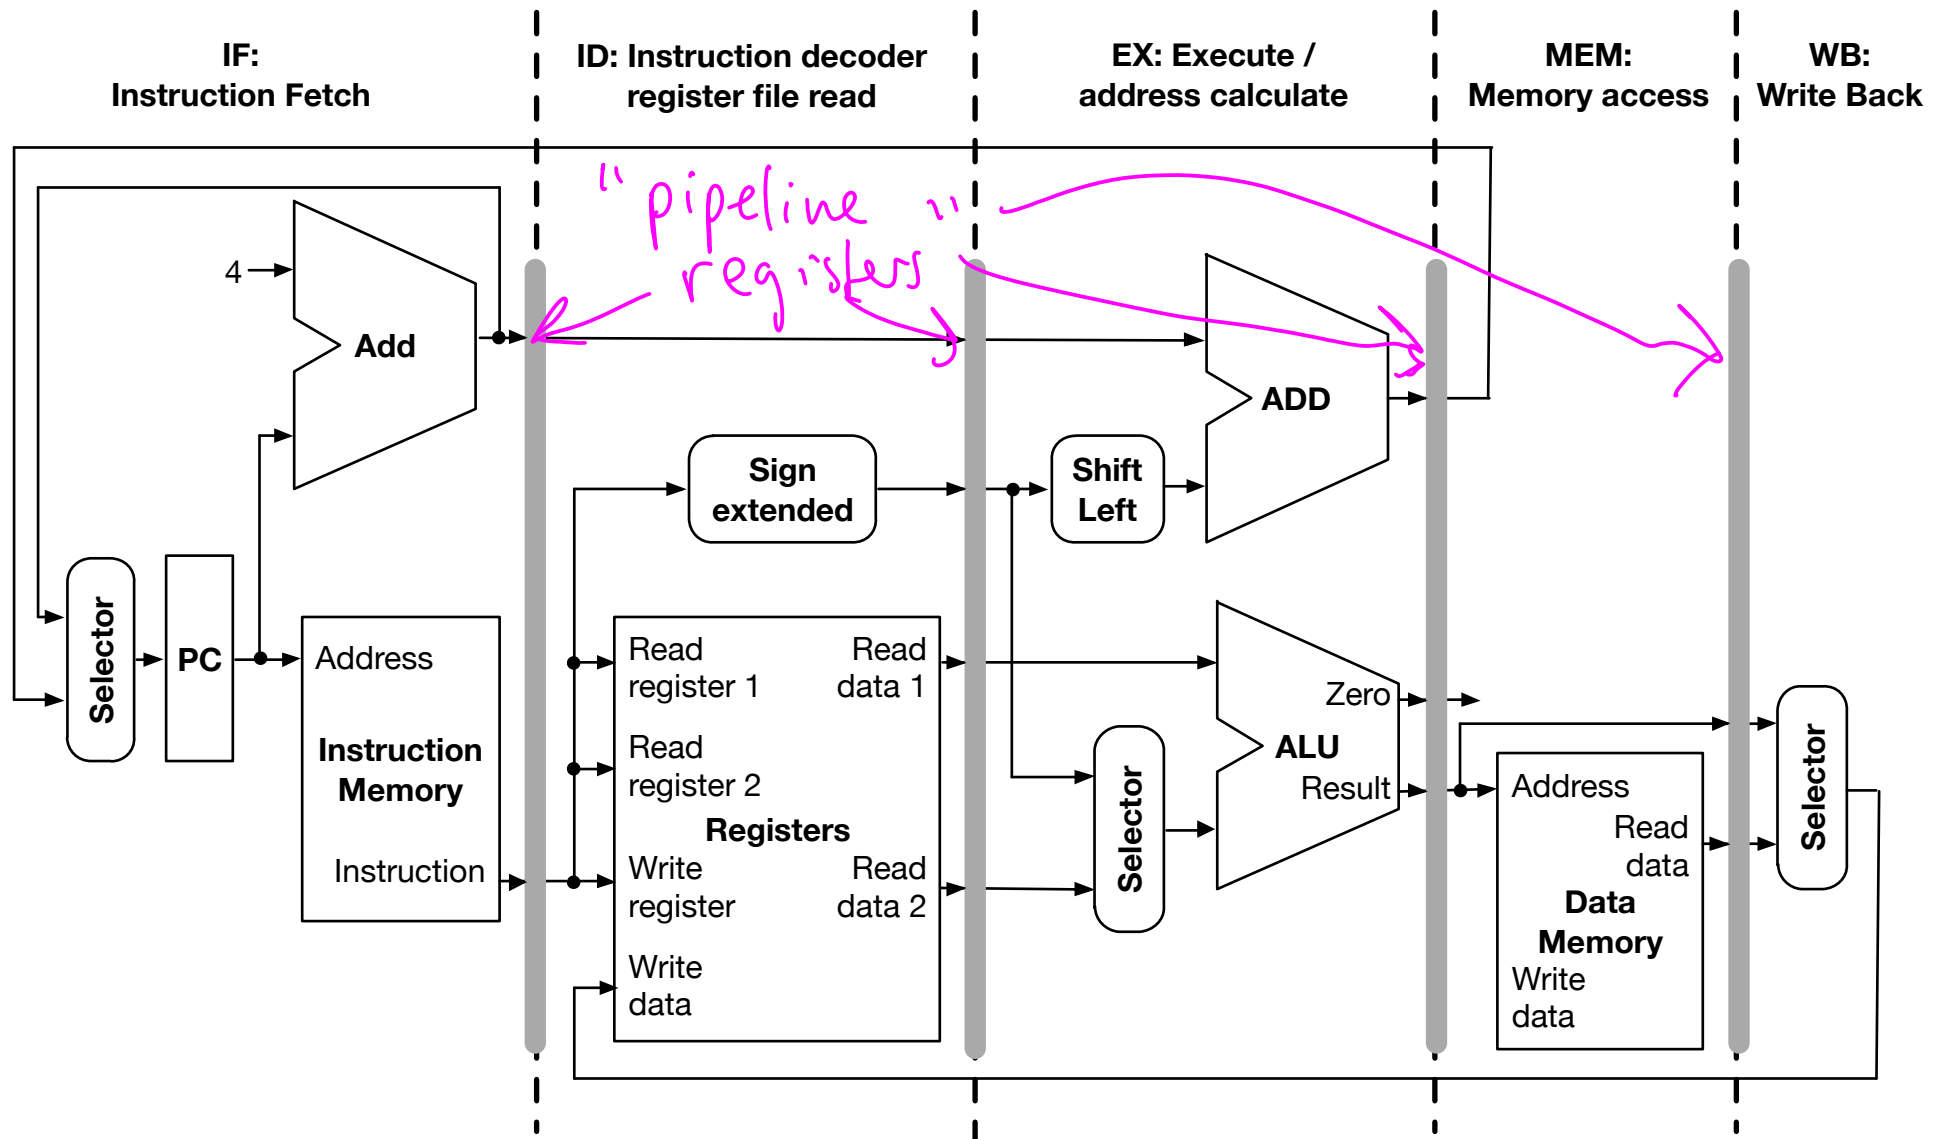 IF:
Instruction Fetch
ID: Instruction decoder
register file read
EX: Execute /
address calculate
MEM:
Memory access
WB:
Write Back
"pipeline"
registers
4
Add
ADD
Sign
extended
Shift
Left
Selector
PC
Address
Instruction
Memory
Instruction
Read
register 1
Read
data 1
Read
register 2
Registers
Write
register
Read
data 2
Write
data
Selector
Zero
ALU
Result
Address
Read
data
Data
Memory
Write
data
Selector